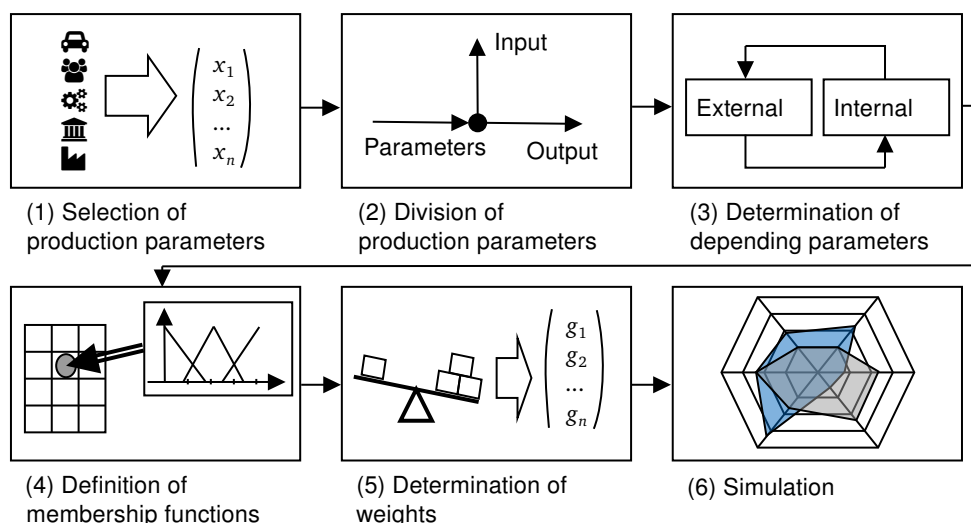 x1
x2
...
xn
(1) Selection of
production parameters
Input
Parameters
Output
(2) Division of
production parameters
External
Internal
(3) Determination of
depending parameters
(4) Definition of
membership functions
g1
g2
...
gn
(5) Determination of
weights
(6) Simulation